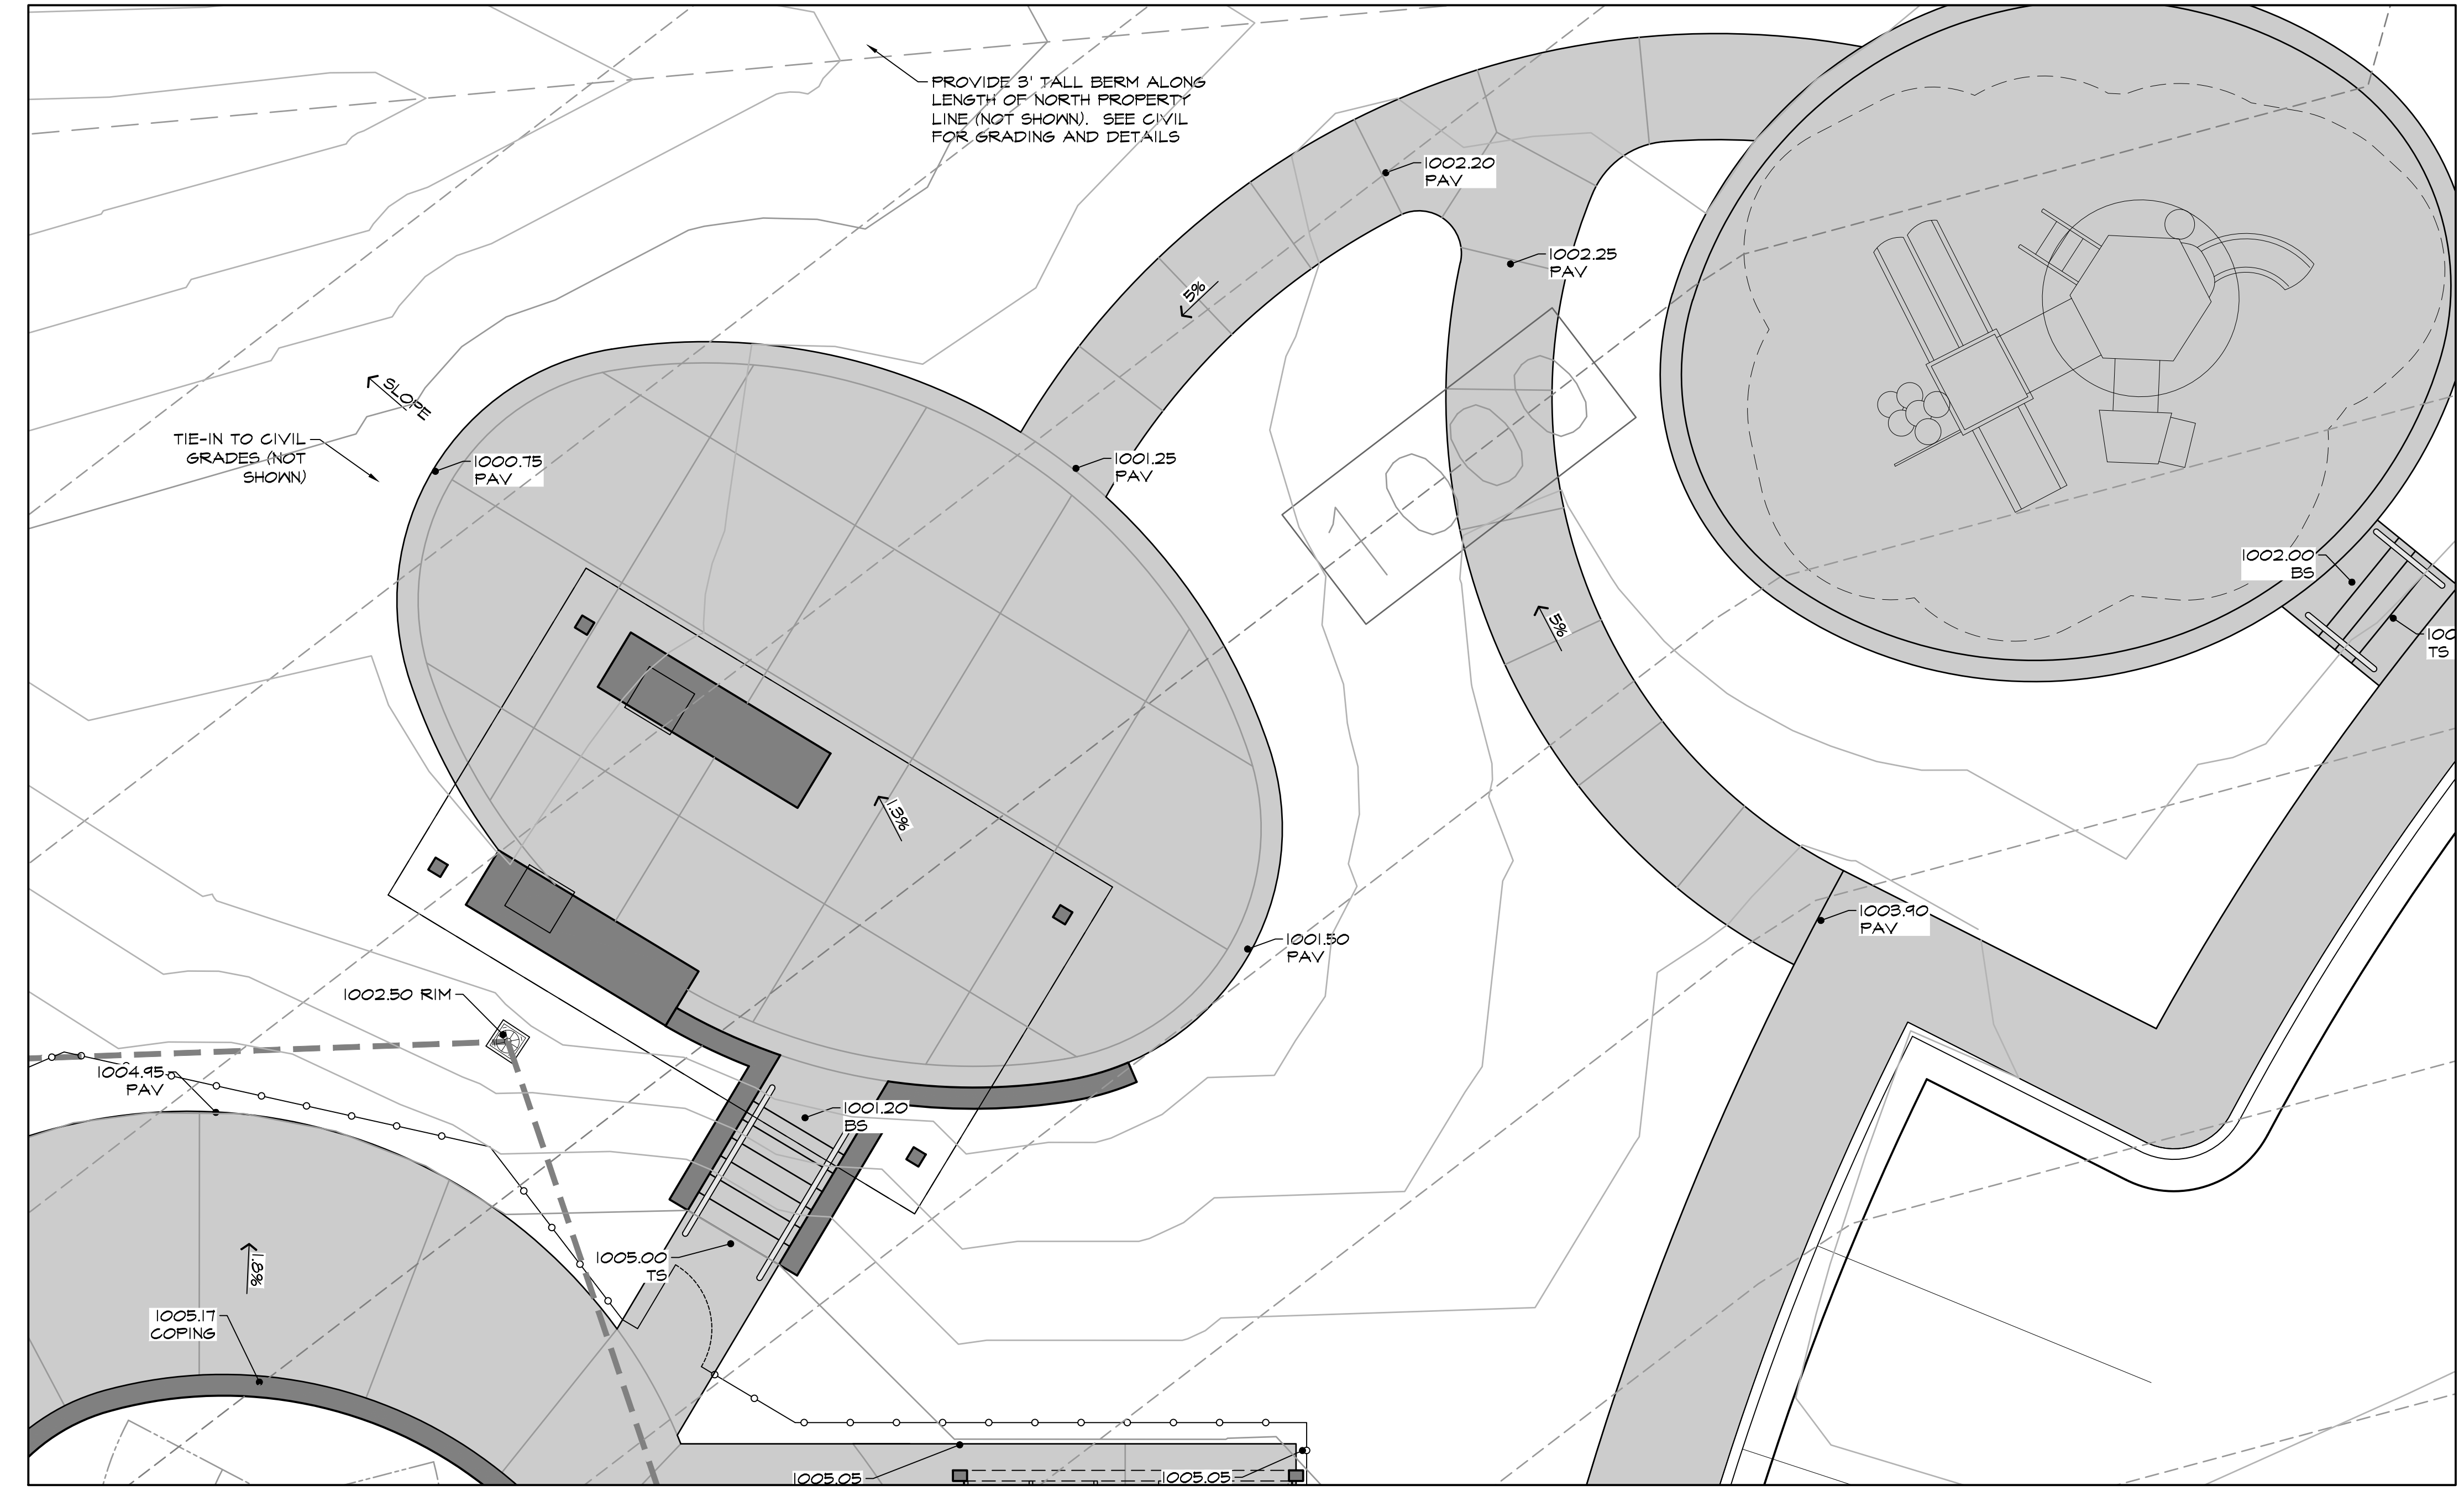 PROVIDE 3' TALL BERM ALONG
LENGTH OF NORTH PROPERTY
LINE (NOT SHOWN). SEE CIVIL
FOR GRADING AND DETAILS
1002.20
PAV
1002.25
PAV
5%
SLOPE
TIE-IN TO CIVIL
GRADES (NOT
SHOWN)
1000.75
PAV
1001.25
PAV
1000
1002.00
BS
100
TS
5%
1.3%
1003.90
PAV
1001.50
PAV
1002.50 RIM
1004.95
PAV
1001.20
BS
1005.00
TS
1.8%
1005.17
COPING
1005.05
1005.05